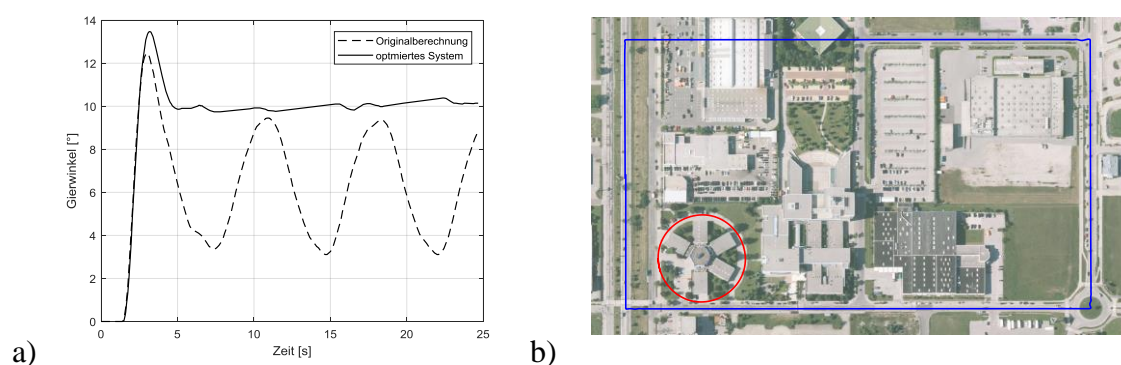 14
12
10
8
6
4
2
0
Gierwinkel [°]
Originalberechnung
optmiertes System
0 5 10 15 20 25
Zeit [s]
a)
b)